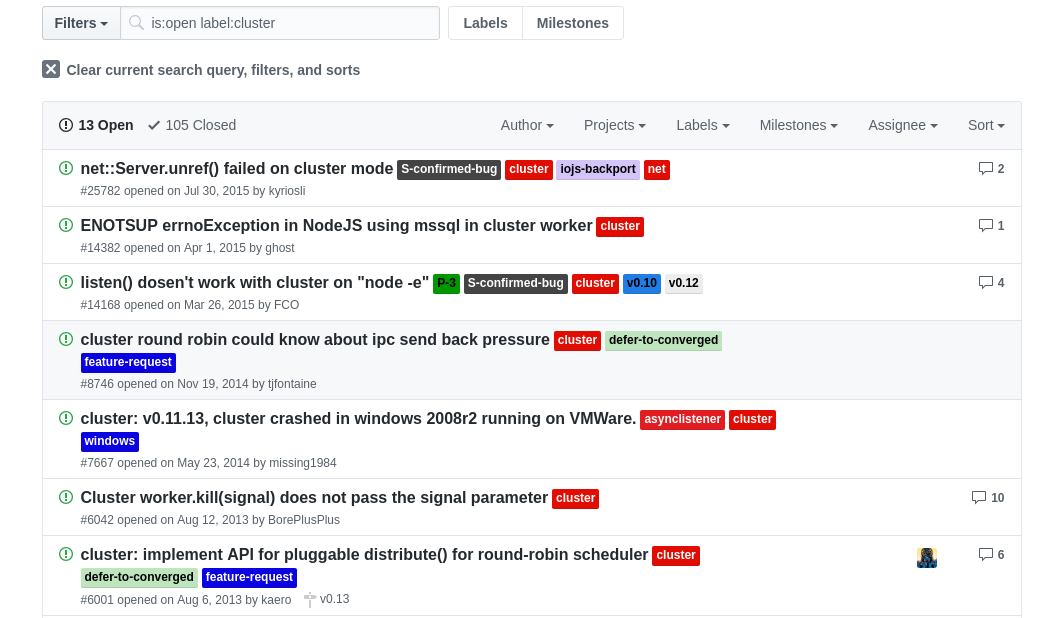 Filters is:open label:cluster Labels Milestones
Clear current search query, filters, and sorts
13 Open 105 Closed Author Projects Labels Milestones Assignee Sort
net::Server.unref() failed on cluster mode S-confirmed-bug cluster iojs-backport net 2
#25782 opened on Jul 30, 2015 by kyriosli
ENOTSUP errnoException in NodeJS using mssql in cluster worker cluster 1
#14382 opened on Apr 1, 2015 by ghost
listen() dosen't work with cluster on "node -e" P-3 S-confirmed-bug cluster v0.10 v0.12 4
#14168 opened on Mar 26, 2015 by FCO
cluster round robin could know about ipc send back pressure cluster defer-to-converged
feature-request
#8746 opened on Nov 19, 2014 by tjfontaine
cluster: v0.11.13, cluster crashed in windows 2008r2 running on VMWare. asynclistener cluster
windows
#7667 opened on May 23, 2014 by missing1984
Cluster worker.kill(signal) does not pass the signal parameter cluster 10
#6042 opened on Aug 12, 2013 by BorePlusPlus
cluster: implement API for pluggable distribute() for round-robin scheduler cluster 6
defer-to-converged feature-request
#6001 opened on Aug 6, 2013 by kaero v0.13